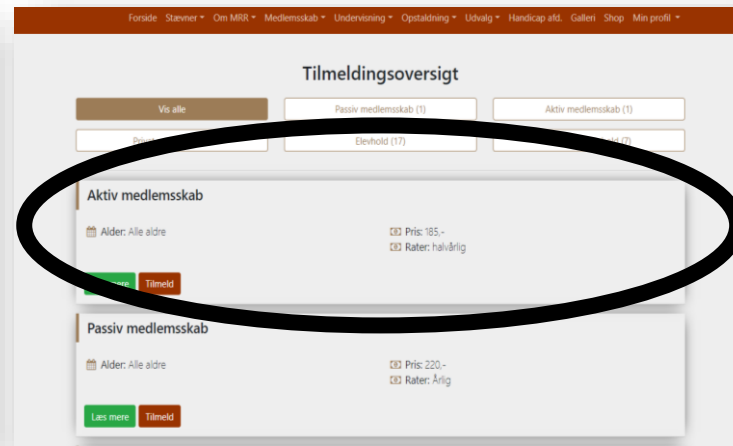 Forside Stævner Om MRR Medlemsskab Undervisning Opstaldning Udvalg Handicap afd. Galleri Shop Min profil
Tilmeldingsoversigt
Vis alle Passiv medlemsskab (1) Aktiv medlemsskab (1)
Elevhold (17) (7)
Aktiv medlemsskab
Alder: Alle aldre Pris: 185,-
Rater: halvårlig
mere Tilmeld
Passiv medlemsskab
Alder: Alle aldre Pris: 220,-
Rater: Årlig
Læs mere Tilmeld